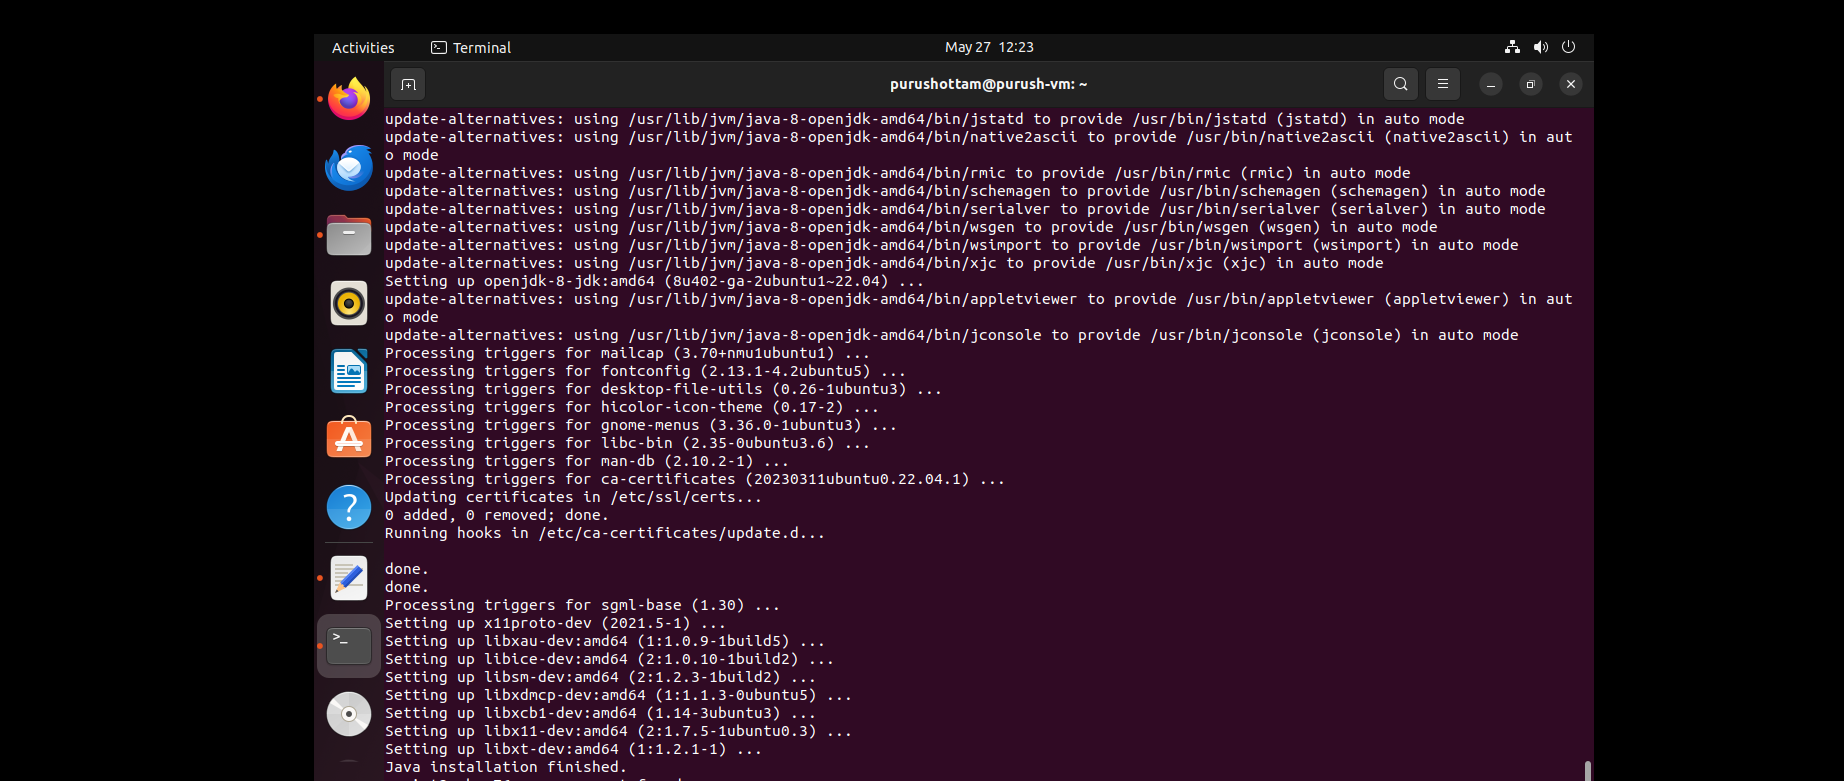 Activities
Terminal
May 27 12:23
purushottam@purush-vm: ~
update-alternatives: using /usr/lib/jvm/java-8-openjdk-amd64/bin/jstatd to provide /usr/bin/jstatd (jstatd) in auto mode
update-alternatives: using /usr/lib/jvm/java-8-openjdk-amd64/bin/native2ascii to provide /usr/bin/native2ascii (native2ascii) in aut
o mode
update-alternatives: using /usr/lib/jvm/java-8-openjdk-amd64/bin/rmic to provide /usr/bin/rmic (rmic) in auto mode
update-alternatives: using /usr/lib/jvm/java-8-openjdk-amd64/bin/schemagen to provide /usr/bin/schemagen (schemagen) in auto mode
update-alternatives: using /usr/lib/jvm/java-8-openjdk-amd64/bin/serialver to provide /usr/bin/serialver (serialver) in auto mode
update-alternatives: using /usr/lib/jvm/java-8-openjdk-amd64/bin/wsgen to provide /usr/bin/wsgen (wsgen) in auto mode
update-alternatives: using /usr/lib/jvm/java-8-openjdk-amd64/bin/wsimport to provide /usr/bin/wsimport (wsimport) in auto mode
update-alternatives: using /usr/lib/jvm/java-8-openjdk-amd64/bin/xjc to provide /usr/bin/xjc (xjc) in auto mode
Setting up openjdk-8-jdk:amd64 (8u402-ga-2ubuntu1~22.04) ...
update-alternatives: using /usr/lib/jvm/java-8-openjdk-amd64/bin/appletviewer to provide /usr/bin/appletviewer (appletviewer) in aut
o mode
update-alternatives: using /usr/lib/jvm/java-8-openjdk-amd64/bin/jconsole to provide /usr/bin/jconsole (jconsole) in auto mode
Processing triggers for mailcap (3.70+nmu1ubuntu1) ...
Processing triggers for fontconfig (2.13.1-4.2ubuntu5) ...
Processing triggers for desktop-file-utils (0.26-1ubuntu3) ...
Processing triggers for hicolor-icon-theme (0.17-2) ...
Processing triggers for gnome-menus (3.36.0-1ubuntu3) ...
Processing triggers for libc-bin (2.35-0ubuntu3.6) ...
Processing triggers for man-db (2.10.2-1) ...
Processing triggers for ca-certificates (20230311ubuntu0.22.04.1) ...
Updating certificates in /etc/ssl/certs...
0 added, 0 removed; done.
Running hooks in /etc/ca-certificates/update.d...
done.
done.
Processing triggers for sgml-base (1.30) ...
Setting up x11proto-dev (2021.5-1) ...
Setting up libxau-dev:amd64 (1:1.0.9-1build5) ...
Setting up libice-dev:amd64 (2:1.0.10-1build2) ...
Setting up libsm-dev:amd64 (2:1.2.3-1build2) ...
Setting up libxdmcp-dev:amd64 (1:1.1.3-0ubuntu5) ...
Setting up libxcb1-dev:amd64 (1.14-3ubuntu3) ...
Setting up libx11-dev:amd64 (2:1.7.5-1ubuntu0.3) ...
Setting up libxt-dev:amd64 (1:1.2.1-1) ...
Java installation finished.